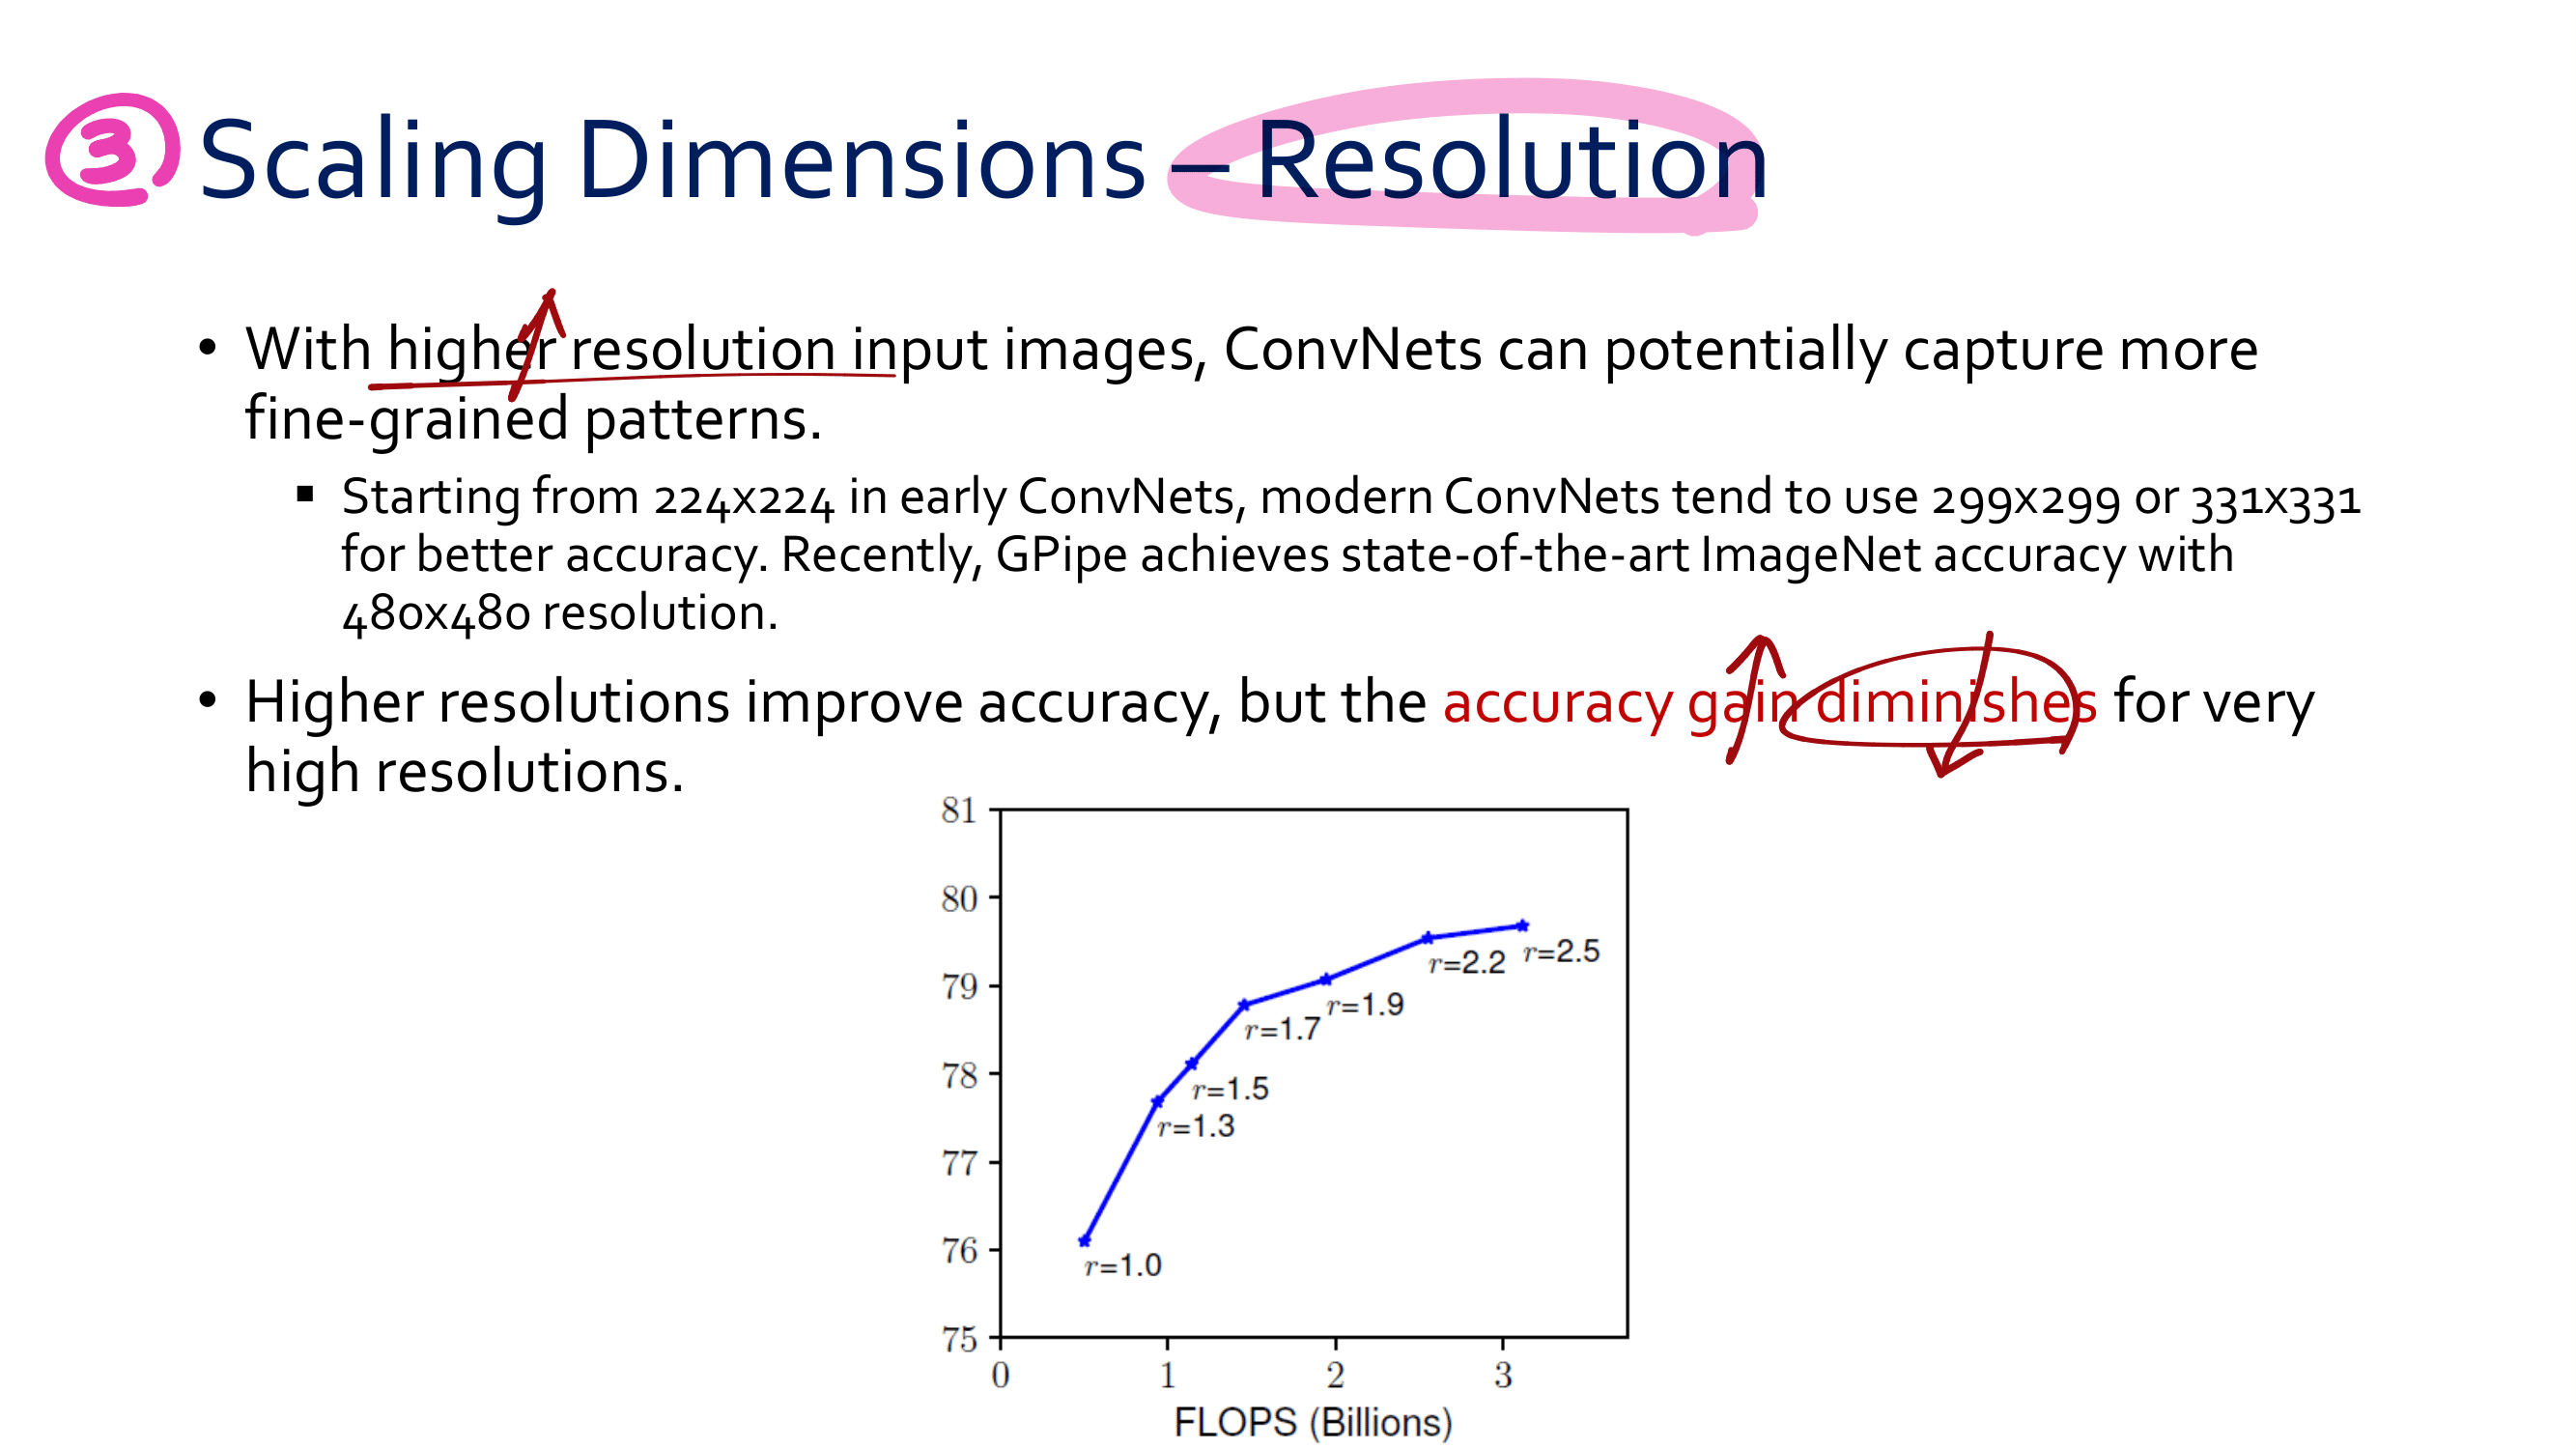 3 Scaling Dimensions – Resolution
• With higher resolution input images, ConvNets can potentially capture more
fine-grained patterns.
▪ Starting from 224x224 in early ConvNets, modern ConvNets tend to use 299x299 or 331x331
for better accuracy. Recently, GPipe achieves state-of-the-art ImageNet accuracy with
480x480 resolution.
• Higher resolutions improve accuracy, but the accuracy gain diminishes for very
high resolutions.
81
80
79
78
77
76
75
r=2.5
r=2.2
r=1.9
r=1.7
r=1.5
r=1.3
r=1.0
0 1 2 3
FLOPS (Billions)